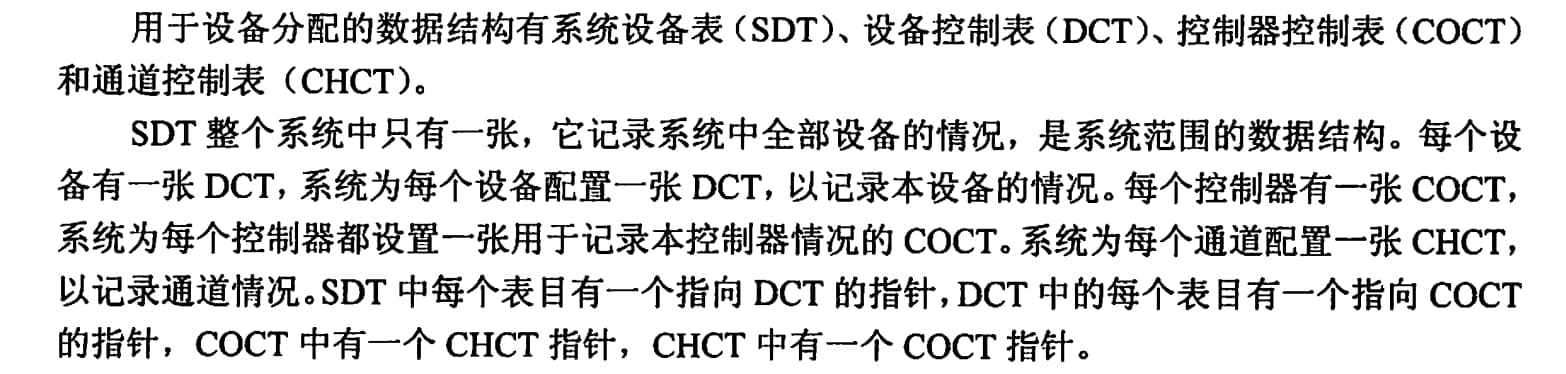 用于设备分配的数据结构有系统设备表（SDT）、设备控制表（DCT）、控制器控制表（COCT）
和通道控制表（CHCT）。
SDT 整个系统中只有一张，它记录系统中全部设备的情况，是系统范围的数据结构。每个设
备有一张 DCT，系统为每个设备配置一张 DCT，以记录本设备的情况。每个控制器有一张 COCT，
系统为每个控制器都设置一张用于记录本控制器情况的 COCT。系统为每个通道配置一张 CHCT，
以记录通道情况。SDT 中每个表目有一个指向 DCT 的指针，DCT 中的每个表目有一个指向 COCT
的指针，COCT 中有一个 CHCT 指针，CHCT 中有一个 COCT 指针。